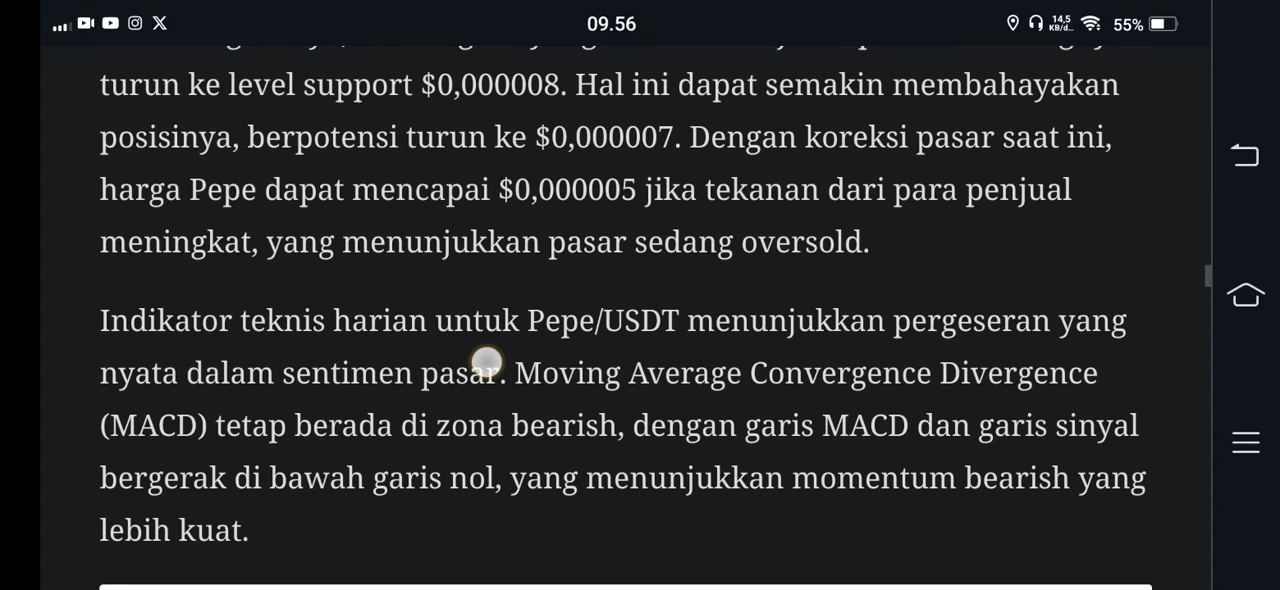 09.56
14,5
KB/d...
55%
turun ke level support $0,000008. Hal ini dapat semakin membahayakan
posisinya, berpotensi turun ke $0,000007. Dengan koreksi pasar saat ini,
harga Pepe dapat mencapai $0,000005 jika tekanan dari para penjual
meningkat, yang menunjukkan pasar sedang oversold.
Indikator teknis harian untuk Pepe/USDT menunjukkan pergeseran yang
nyata dalam sentimen pasar. Moving Average Convergence Divergence
(MACD) tetap berada di zona bearish, dengan garis MACD dan garis sinyal
bergerak di bawah garis nol, yang menunjukkan momentum bearish yang
lebih kuat.